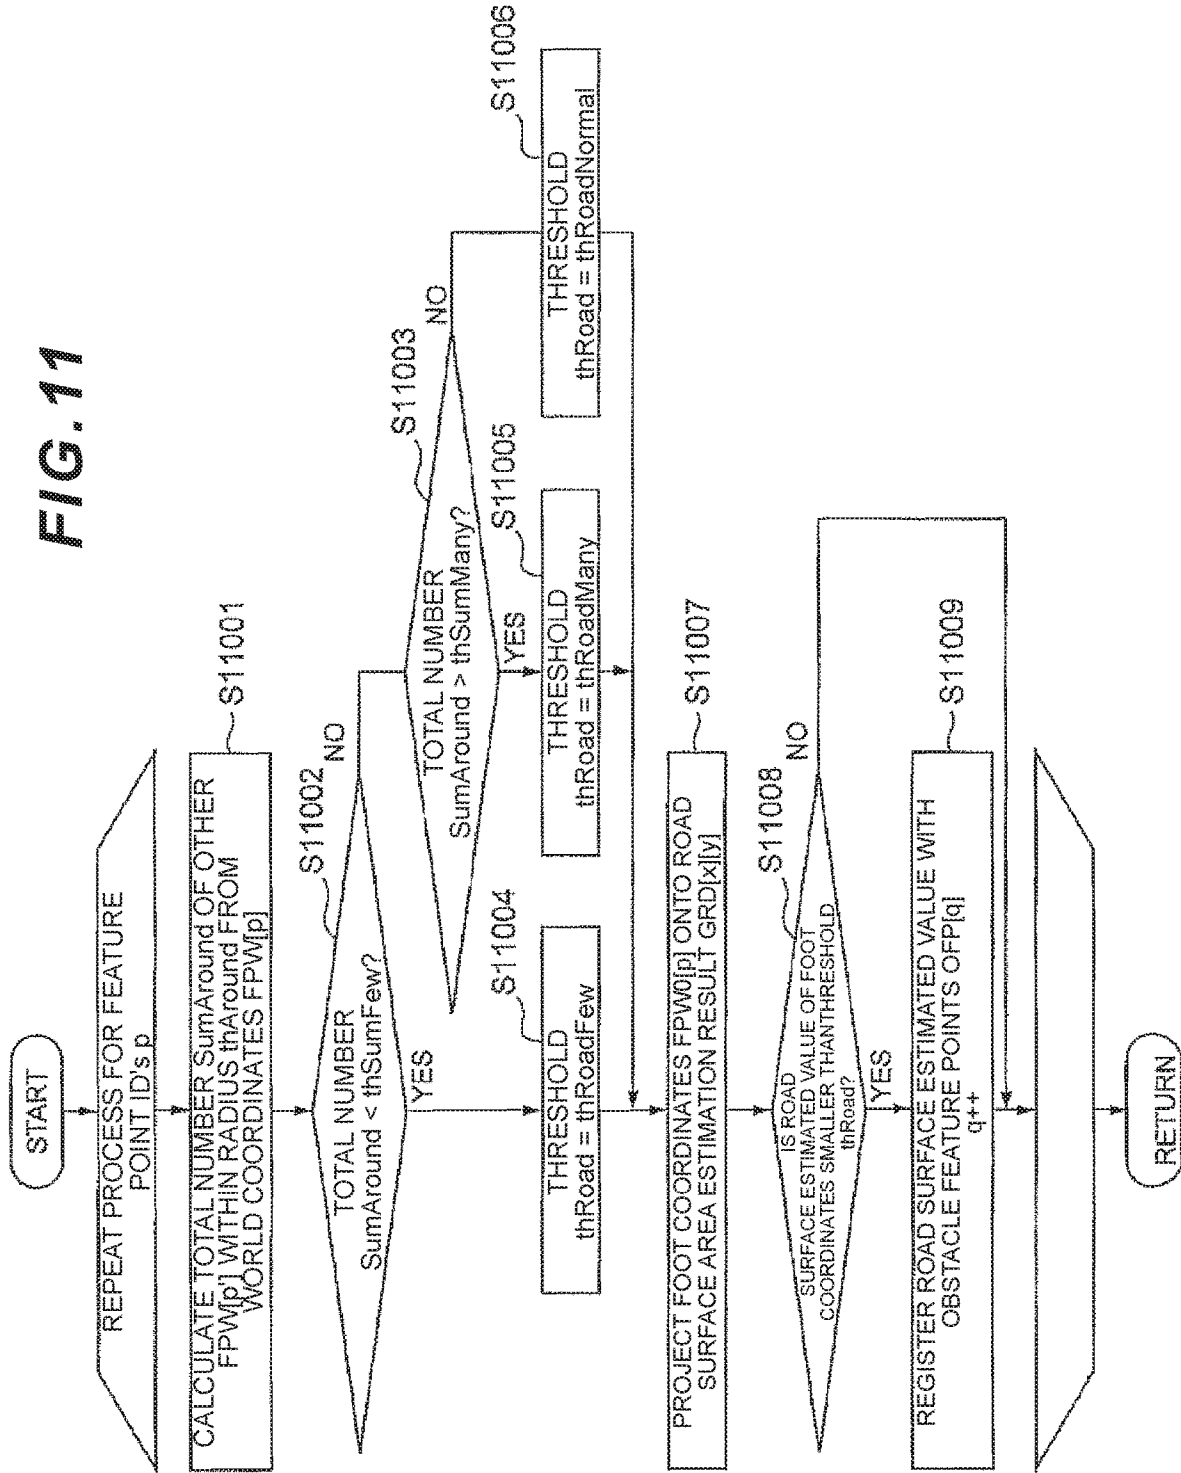 FIG.11
START
REPEAT PROCESS FOR FEATURE
POINT ID's p
S11001
CALCULATE TOTAL NUMBER SumAround OF OTHER
FPW[p'] WITHIN RADIUS thAround FROM
WORLD COORDINATES FPW[p]
S11002
TOTAL NUMBER
SumAround < thSumFew?
NO
YES
S11003
TOTAL NUMBER
SumAround > thSumMany?
NO
YES
S11004
THRESHOLD
thRoad = thRoadFew
S11005
THRESHOLD
thRoad = thRoadMany
S11006
THRESHOLD
thRoad = thRoadNormal
S11007
PROJECT FOOT COORDINATES FPW0[p] ONTO ROAD
SURFACE AREA ESTIMATION RESULT GRD[x][y]
S11008
IS ROAD
SURFACE ESTIMATED VALUE OF FOOT
COORDINATES SMALLER THANTHRESHOLD
thRoad?
NO
YES
S11009
REGISTER ROAD SURFACE ESTIMATED VALUE WITH
OBSTACLE FEATURE POINTS OFP[q]
q++
RETURN